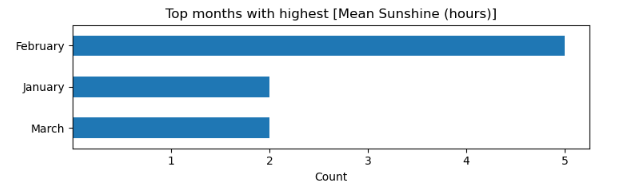 Top months with highest [Mean Sunshine (hours)]
February
January
March
1 2 3 4 5
Count